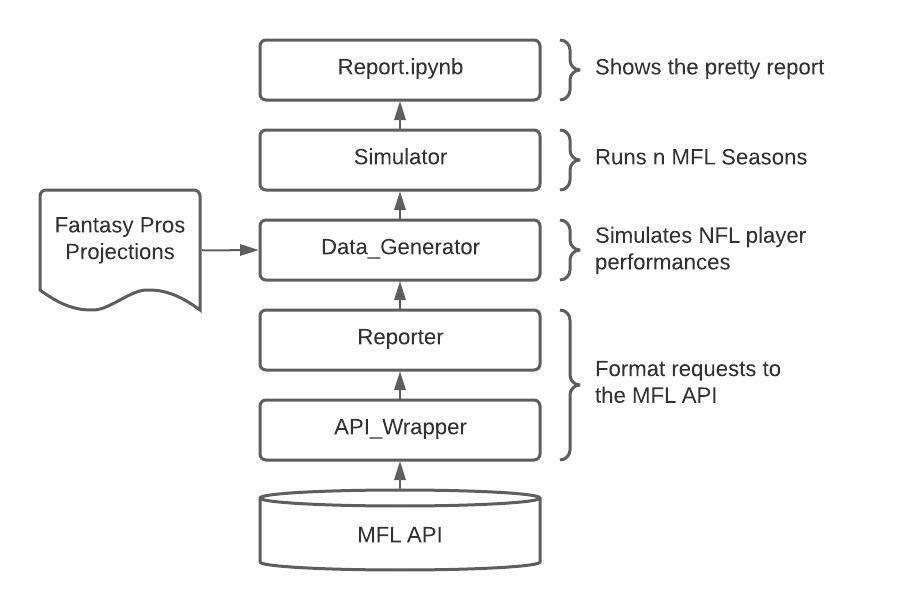 Report.ipynb
Shows the pretty report
Simulator
Runs n MFL Seasons
Fantasy Pros
Projections
Data_Generator
Simulates NFL player
performances
Reporter
Format requests to
the MFL API
API_Wrapper
MFL API